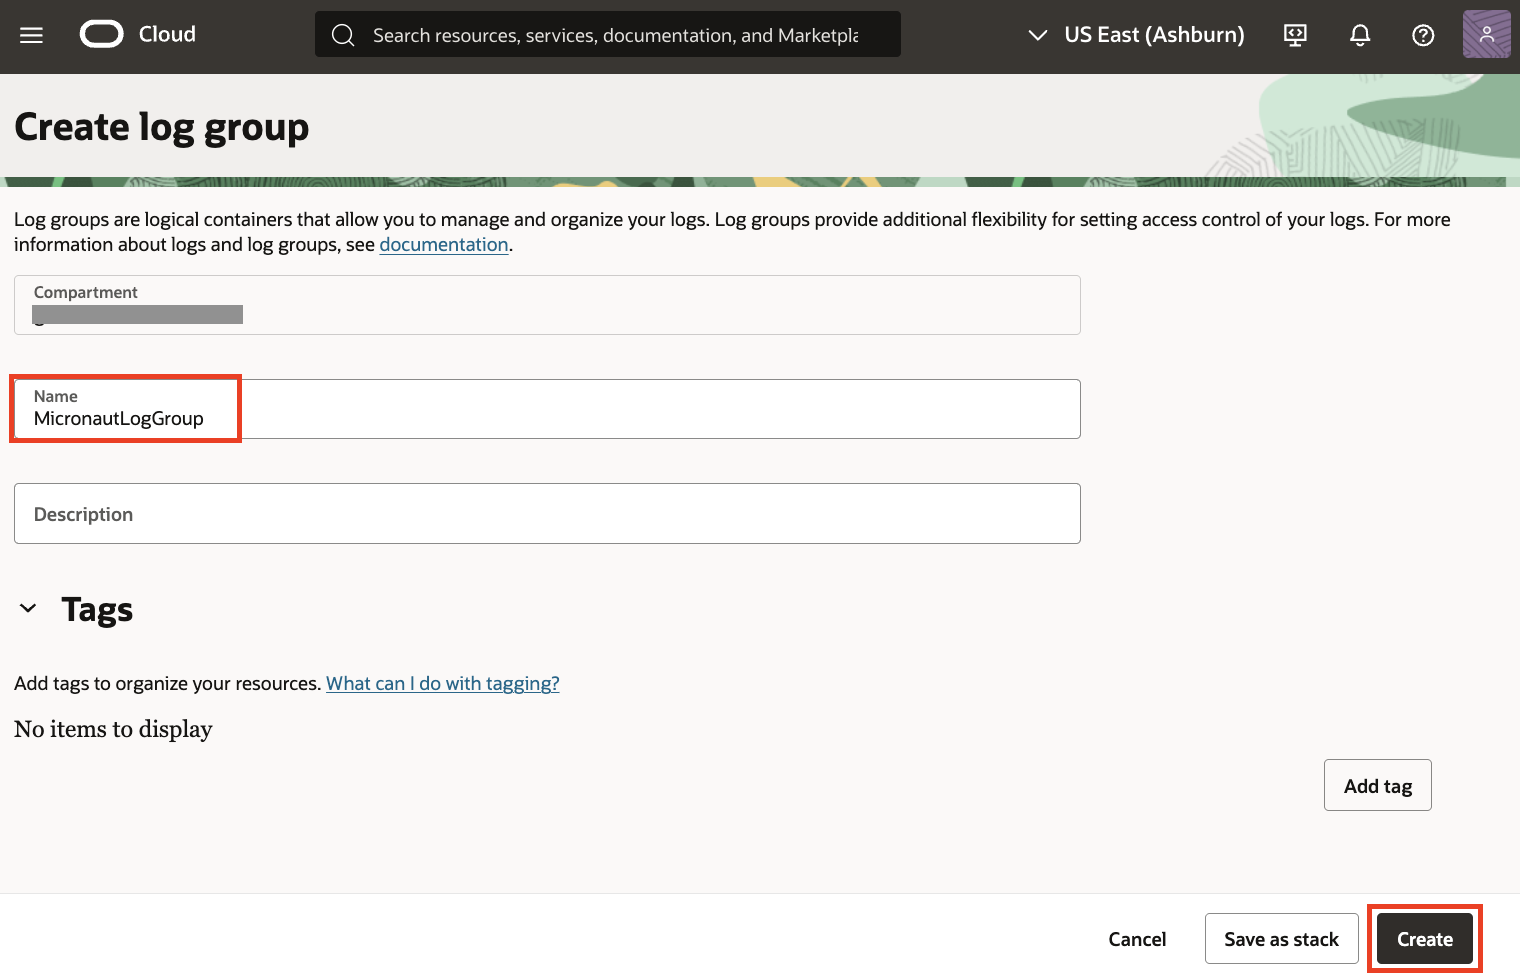 Cloud
Search resources, services, documentation, and Marketpla
US East (Ashburn)
Create log group
Log groups are logical containers that allow you to manage and organize your logs. Log groups provide additional flexibility for setting access control of your logs. For more
information about logs and log groups, see documentation.
Compartment
Name
MicronautLogGroup
Description
Tags
Add tags to organize your resources. What can I do with tagging?
No items to display
Add tag
Cancel
Save as stack
Create